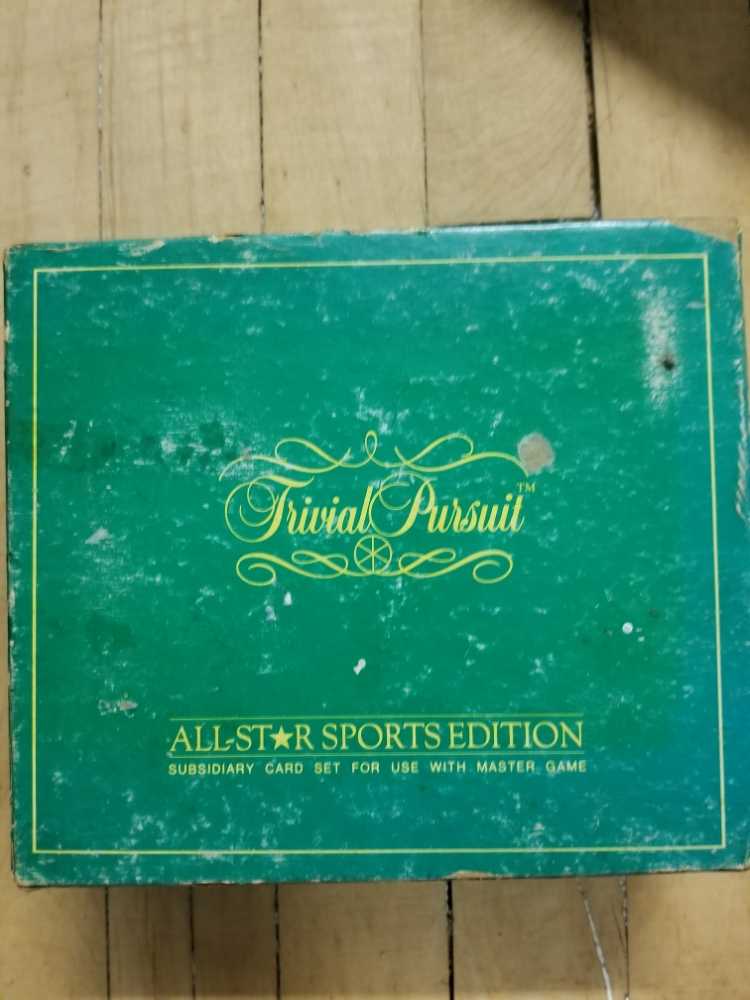 Trivial Pursuit™
ALL-ST★R SPORTS EDITION
SUBSIDIARY CARD SET FOR USE WITH MASTER GAME